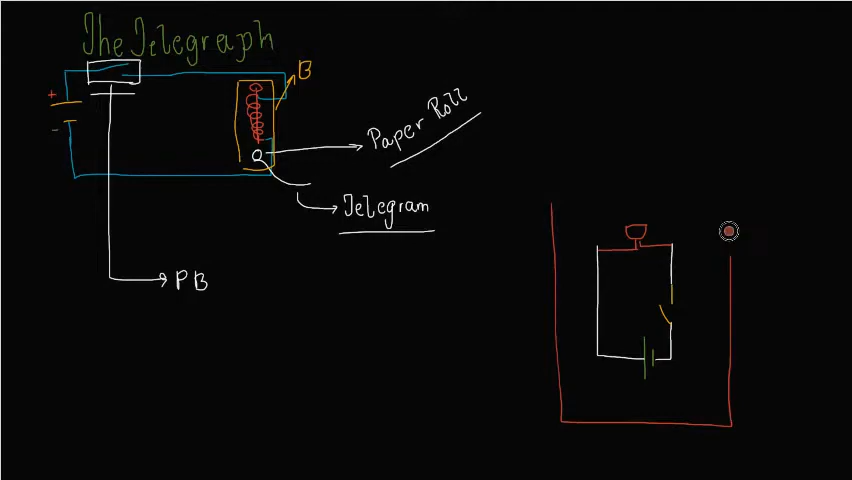 The Telegraph
B
+
-
Paper Roll
Telegram
PB